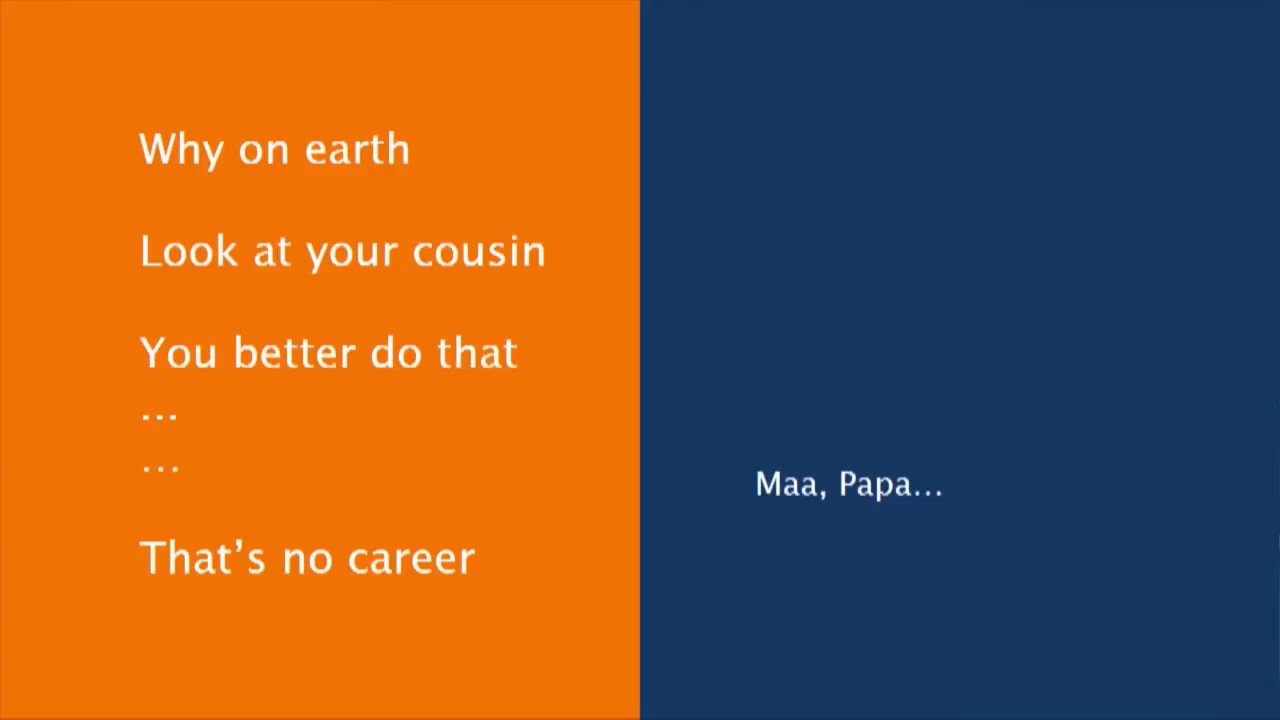 Why on earth
Look at your cousin
You better do that
...
...
That’s no career
Maa, Papa...